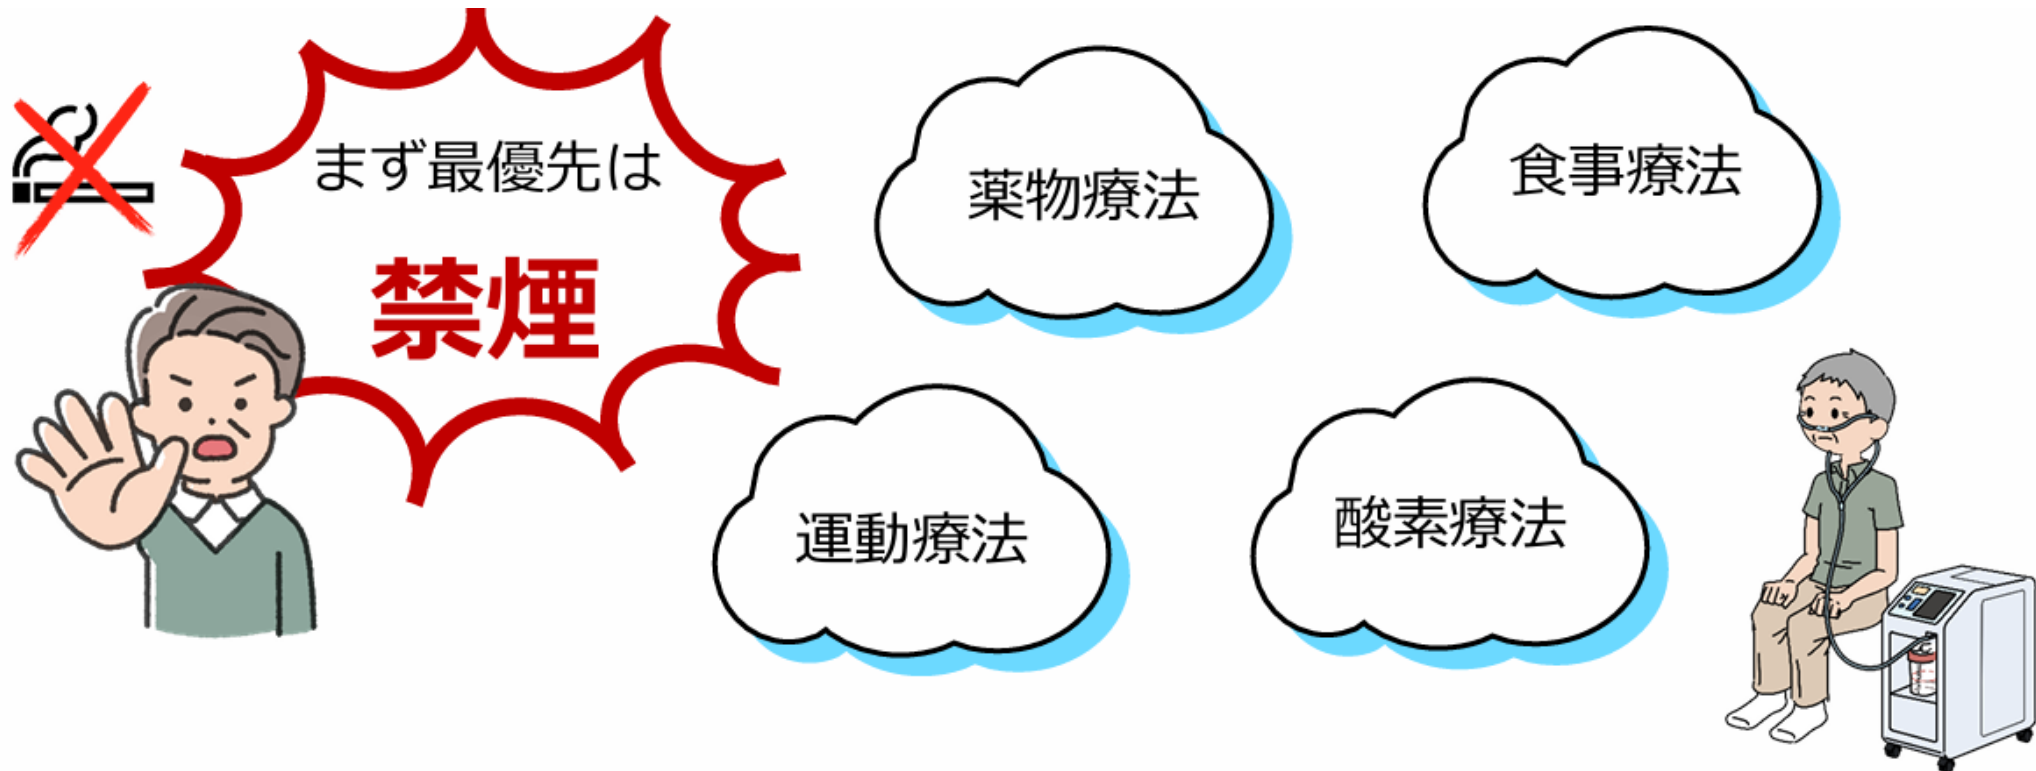 まず最優先は
禁煙
薬物療法
食事療法
運動療法
酸素療法